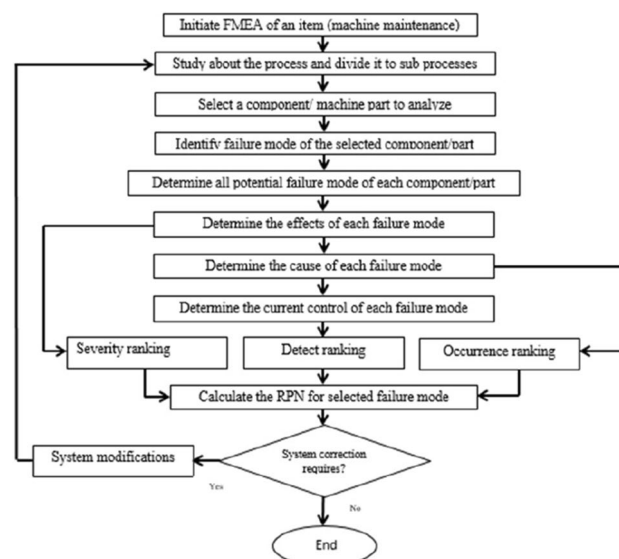 Initiate FMEA of an item (machine maintenance)
Study about the process and divide it to sub processes
Select a component/ machine part to analyze
Identify failure mode of the selected component/part
Determine all potential failure mode of each component/part
Determine the effects of each failure mode
Determine the cause of each failure mode
Determine the current control of each failure mode
Severity ranking
Detect ranking
Occurrence ranking
Calculate the RPN for selected failure mode
System modifications
System correction
requires?
Yes
No
End